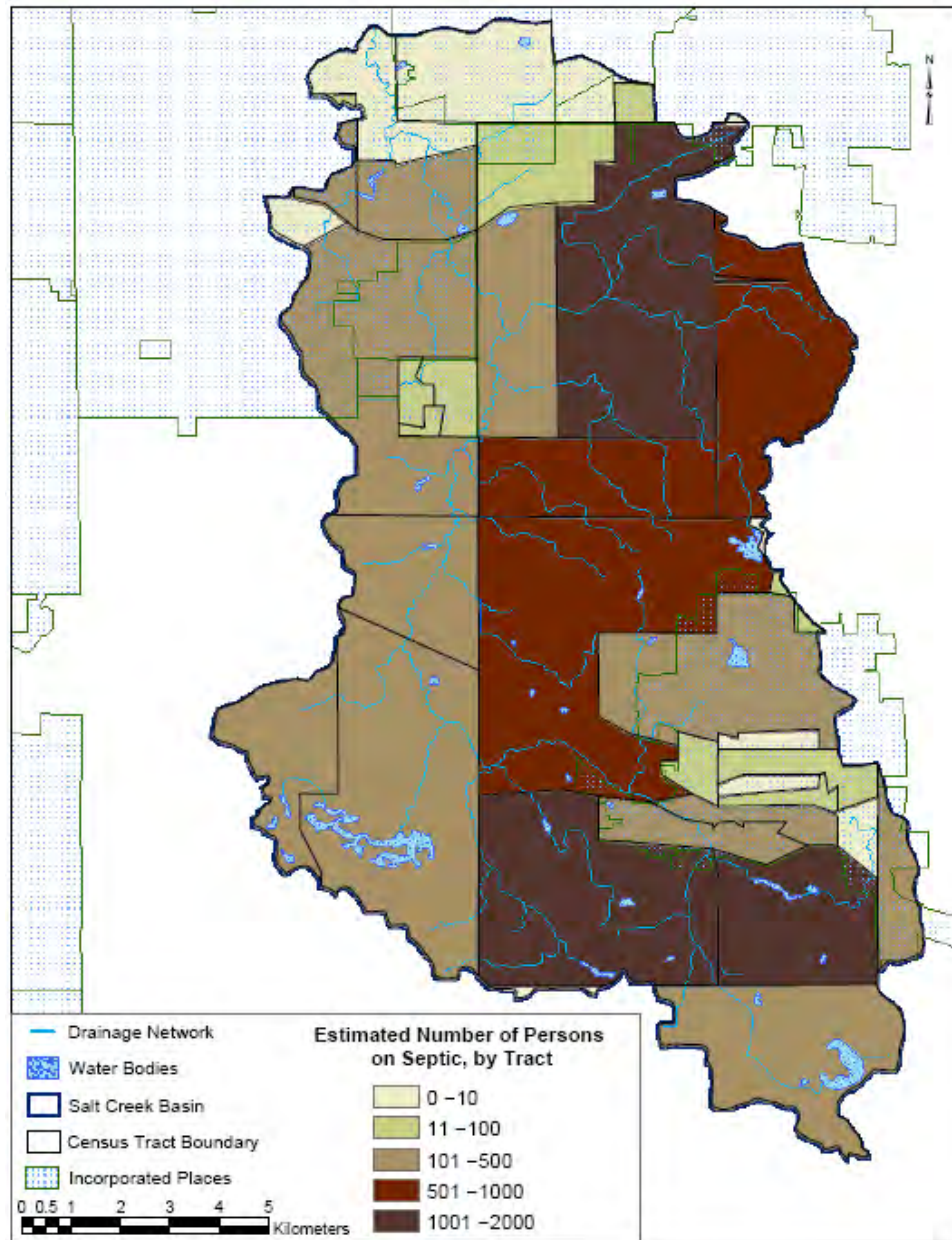 N
Drainage Network
Water Bodies
Salt Creek Basin
Census Tract Boundary
Incorporated Places
0 0.5 1 2 3 4 5
Kilometers
Estimated Number of Persons
on Septic, by Tract
0 –10
11 –100
101 –500
501 –1000
1001 –2000